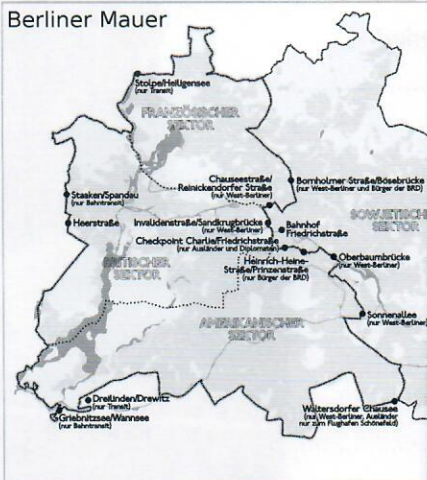 Berliner Mauer
Stolpe/Heiligensee
(nur Transit)
FRANZÖSISCHER
SEKTOR
Chauseestraße/
Reinickendorfer Straße
(nur West-Berliner)
Bornholmer-Straße/Bösebrücke
(nur West-Berliner und Bürger der BRD)
Staaken/Spandau
(nur Bahntransit)
Heerstraße
Invalidenstraße/Sandkrugbrücke
(nur West-Berliner)
Bahnhof
Friedrichstraße
SOWJETISCH
SEKTOR
Checkpoint Charlie/Friedrichstraße
(nur Ausländer und Diplomaten)
BRITISCHER
SEKTOR
Heinrich-Heine-
Straße/Prinzenstraße
(nur Bürger der BRD)
Oberbaumbrücke
(nur West-Berliner)
Sonnenallee
(nur West-Berliner)
AMERIKANISCHER
SEKTOR
Dreilinden/Drewitz
(nur Transit)
Griebnitzsee/Wannsee
(nur Bahntransit)
Waltersdorfer Chausee
(nur West-Berliner, Ausländer
nur zum Flughafen Schönefeld)